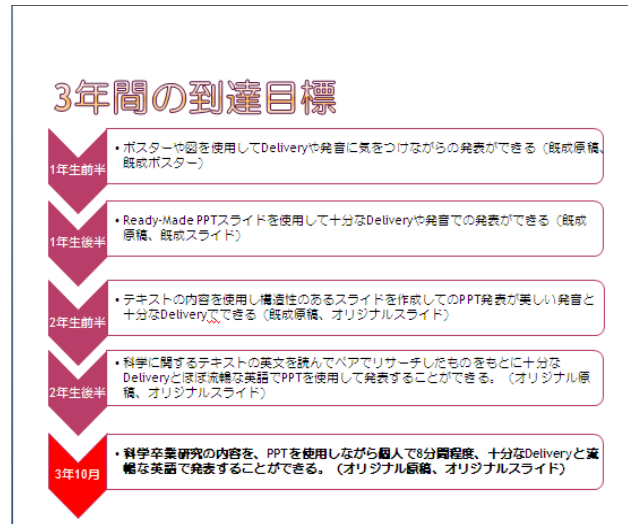 3年間の到達目標
1年生前半
• ポスターや図を使用してDeliveryや発音に気をつけながらの発表ができる（既成原稿、
既成ポスター）
1年生後半
• Ready-Made PPTスライドを使用して十分なDeliveryや発音での発表ができる（既成
原稿、既成スライド）
2年生前半
• テキストの内容を使用し構造性のあるスライドを作成してのPPT発表が美しい発音と
十分なDeliveryでできる（既成原稿、オリジナルスライド）
2年生後半
• 科学に関するテキストの英文を読んでペアでリサーチしたものをもとに十分な
Deliveryとほぼ流暢な英語でPPTを使用して発表することができる。（オリジナル原
稿、オリジナルスライド）
3年10月
• 科学卒業研究の内容を、PPTを使用しながら個人で8分間程度、十分なDeliveryと流
暢な英語で発表することができる。（オリジナル原稿、オリジナルスライド）